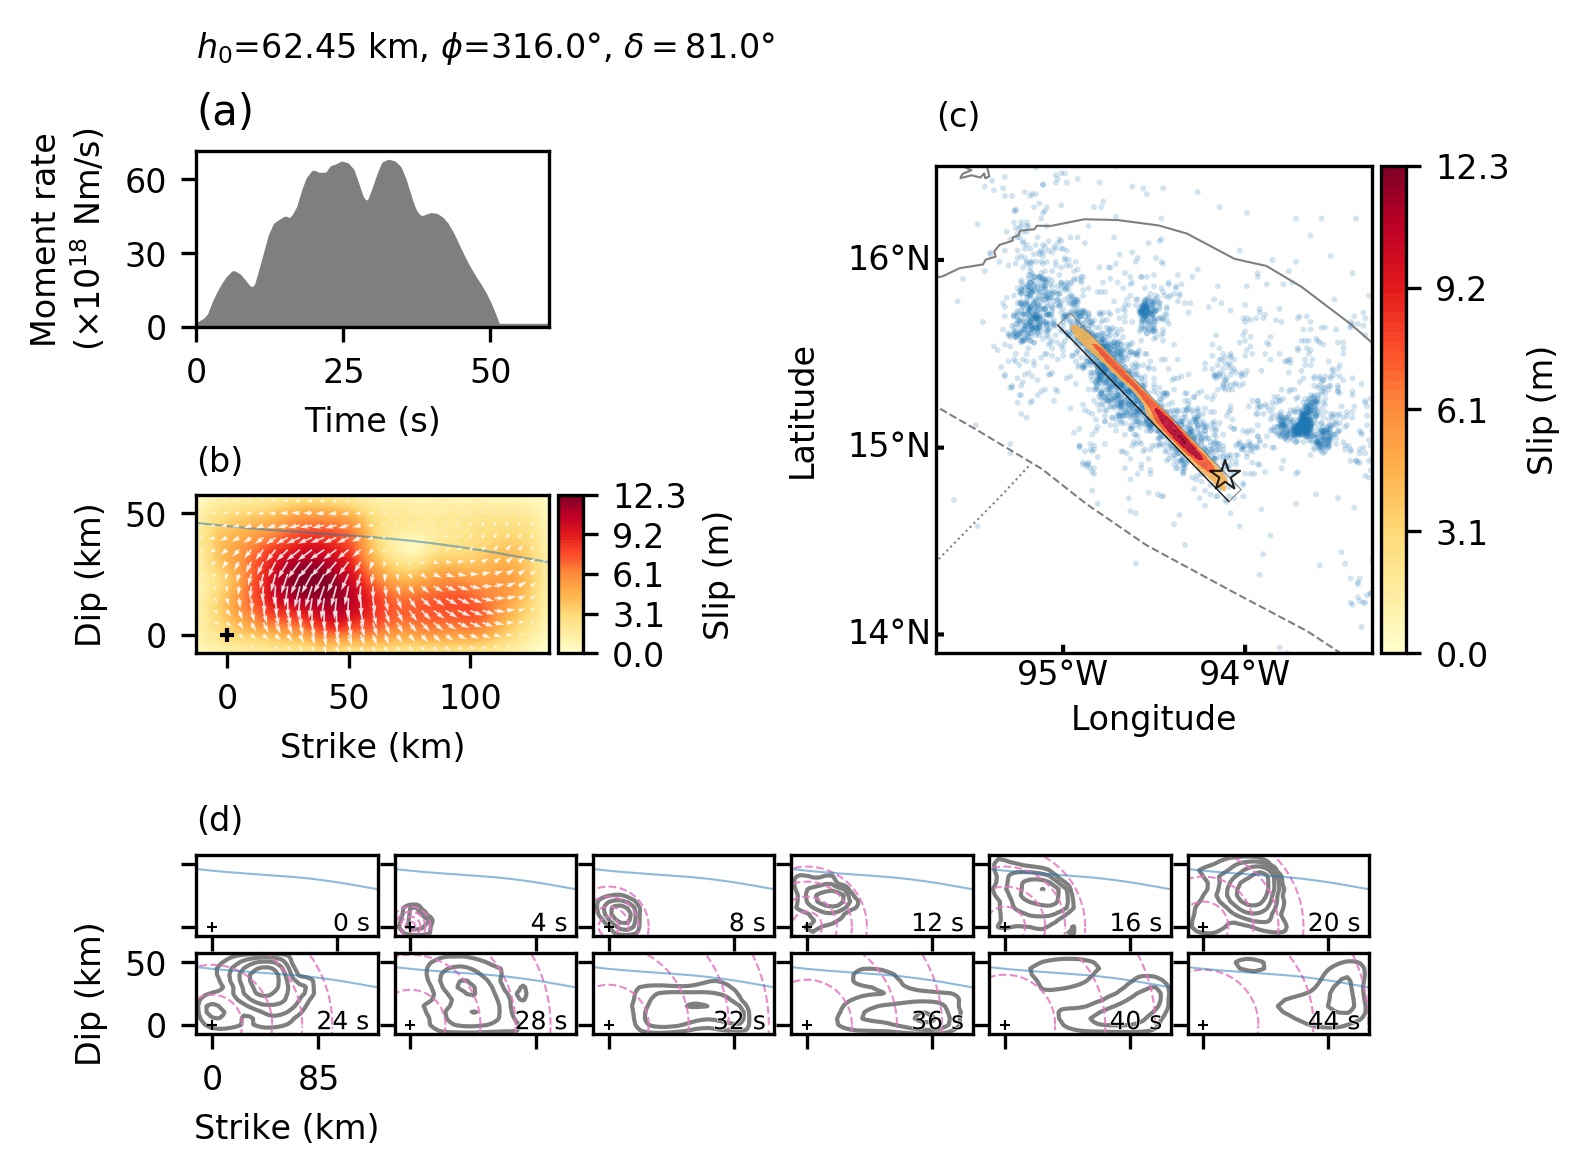 h₀=62.45 km, ϕ=316.0°, δ = 81.0°
(a)
Moment rate
(×10¹⁸ Nm/s)
60
30
0
0 25 50
Time (s)
(b)
Dip (km)
50
0
0 50 100
Strike (km)
12.3
9.2
6.1
3.1
0.0
Slip (m)
(c)
Latitude
16°N
15°N
14°N
95°W 94°W
Longitude
12.3
9.2
6.1
3.1
0.0
Slip (m)
(d)
0 s 4 s 8 s 12 s 16 s 20 s
Dip (km)
50
0
24 s 28 s 32 s 36 s 40 s 44 s
0 85
Strike (km)